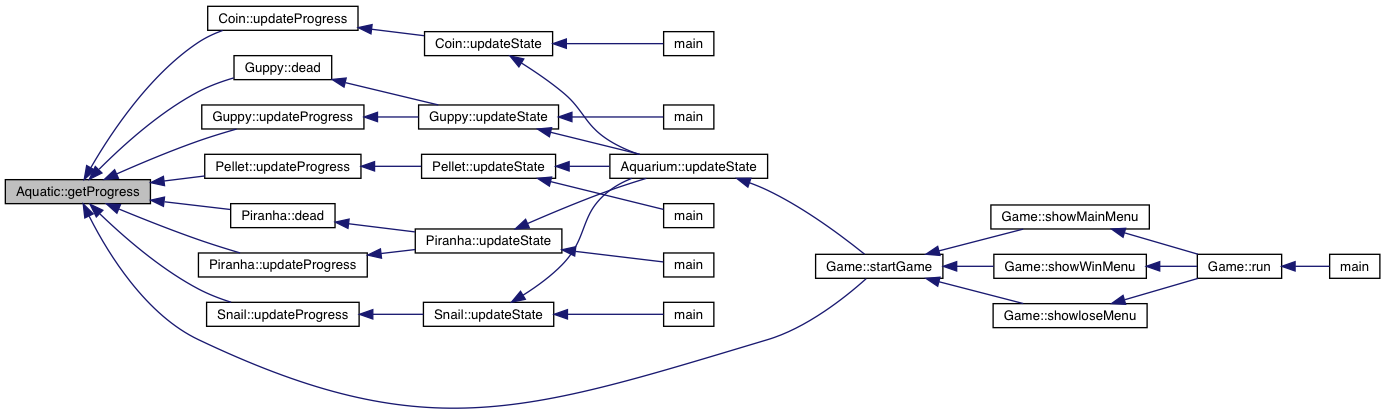 Coin::updateProgress
Coin::updateState
main
Guppy::dead
Guppy::updateProgress
Guppy::updateState
main
Pellet::updateProgress
Pellet::updateState
Aquarium::updateState
Aquatic::getProgress
Piranha::dead
main
Game::showMainMenu
Piranha::updateState
Piranha::updateProgress
main
Game::startGame
Game::showWinMenu
Game::run
main
Snail::updateProgress
Snail::updateState
main
Game::showloseMenu